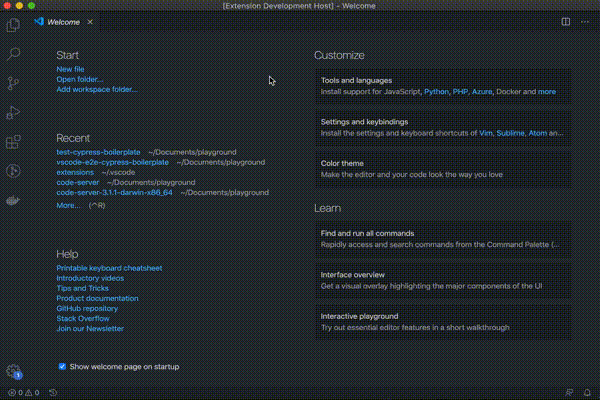 [Extension Development Host] - Welcome
Welcome
Start
New file
Open folder...
Add workspace folder...
Recent
test-cypress-boilerplate ~/Documents/playground
vscode-e2e-cypress-boilerplate ~/Documents/playground
extensions ~/.vscode
code-server ~/Documents/playground
code-server-3.1.1-darwin-x86_64 ~/Documents/playground
More... (^R)
Help
Printable keyboard cheatsheet
Introductory videos
Tips and Tricks
Product documentation
GitHub repository
Stack Overflow
Join our Newsletter
Show welcome page on startup
Customize
Tools and languages
Install support for JavaScript, Python, PHP, Azure, Docker and more
Settings and keybindings
Install the settings and keyboard shortcuts of Vim, Sublime, Atom an...
Color theme
Make the editor and your code look the way you love
Learn
Find and run all commands
Rapidly access and search commands from the Command Palette (...
Interface overview
Get a visual overlay highlighting the major components of the UI
Interactive playground
Try out essential editor features in a short walkthrough
1
0 0